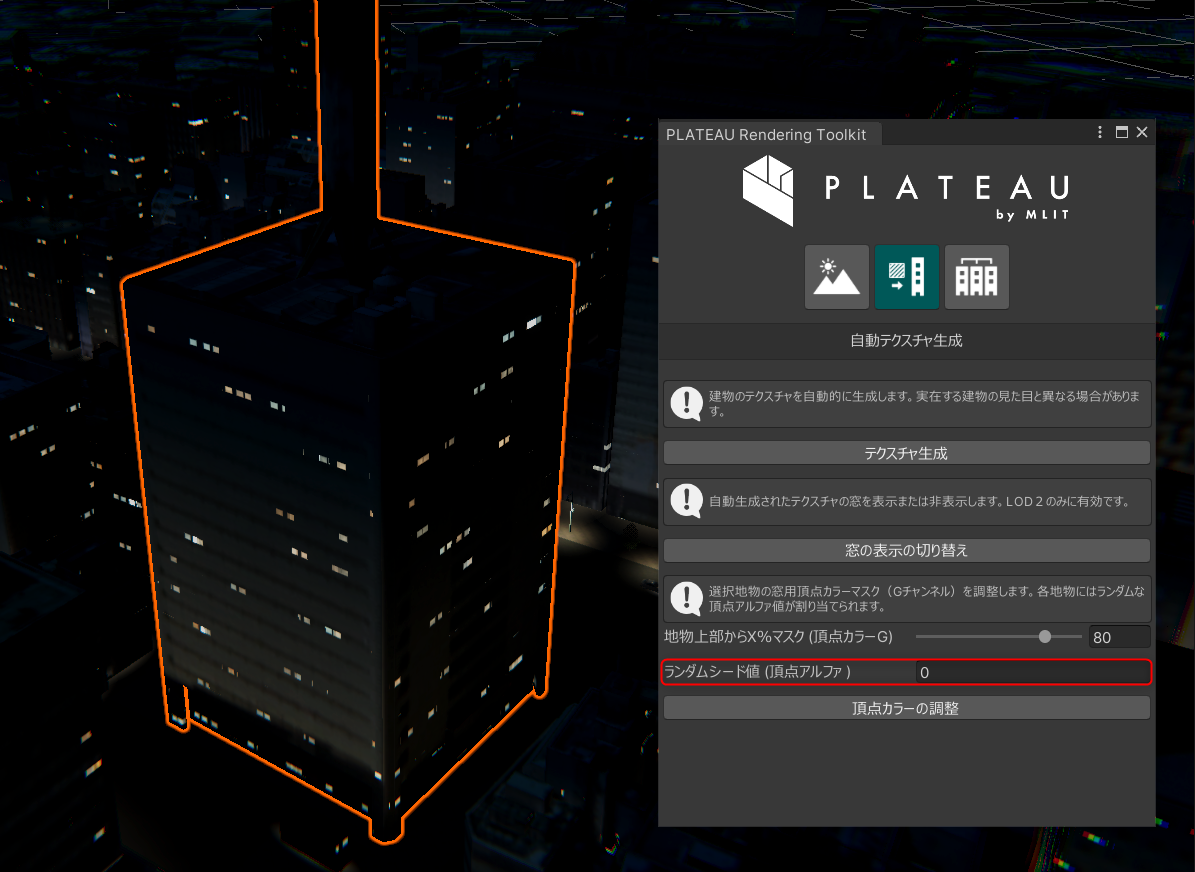 PLATEAU Rendering Toolkit
PLATEAU
by MLIT
自動テクスチャ生成
建物のテクスチャを自動的に生成します。実在する建物の見た目と異なる場合がありま
す。
テクスチャ生成
自動生成されたテクスチャの窓を表示または非表示します。LOD２のみに有効です。
窓の表示の切り替え
選択地物の窓用頂点カラーマスク（Gチャンネル）を調整します。各地物にはランダムな
頂点アルファ値が割り当てられます。
地物上部からX%マスク (頂点カラーG) 80
ランダムシード値 (頂点アルファ ) 0
頂点カラーの調整